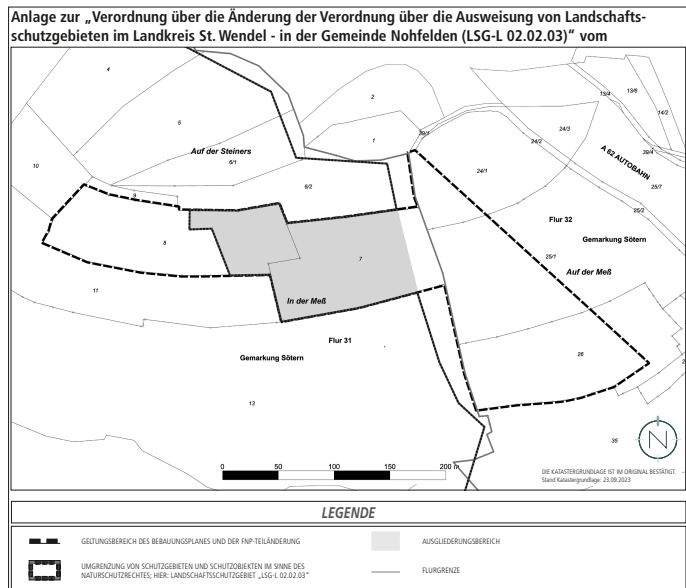 Anlage zur „Verordnung über die Änderung der Verordnung über die Ausweisung von Landschafts-
schutzgebieten im Landkreis St. Wendel - in der Gemeinde Nohfelden (LSG-L 02.02.03)“ vom
4
2
13/4
13/6
14/2
5
1
39/1
24/3
24/2
39/4
Auf der Steiners
6/1
A 62 AUTOBAHN
10
24/1
25/7
6/2
9
25/2
Flur 32
8
Gemarkung Sötern
7
25/1
Auf der Meß
11
In der Meß
Flur 31
Gemarkung Sötern
26
13
35
N
0 50 100 150 200 m
DIE KATASTERGRUNDLAGE IST IM ORIGINAL BESTÄTIGT.
Stand Katastergrundlage: 23.09.2023
LEGENDE
GELTUNGSBEREICH DES BEBAUUNGSPLANES UND DER FNP-TEILÄNDERUNG
AUSGLIEDERUNGSBEREICH
UMGRENZUNG VON SCHUTZGEBIETEN UND SCHUTZOBJEKTEN IM SINNE DES
NATURSCHUTZRECHTES; HIER: LANDSCHAFTSSCHUTZGEBIET „LSG-L 02.02.03“
FLURGRENZE